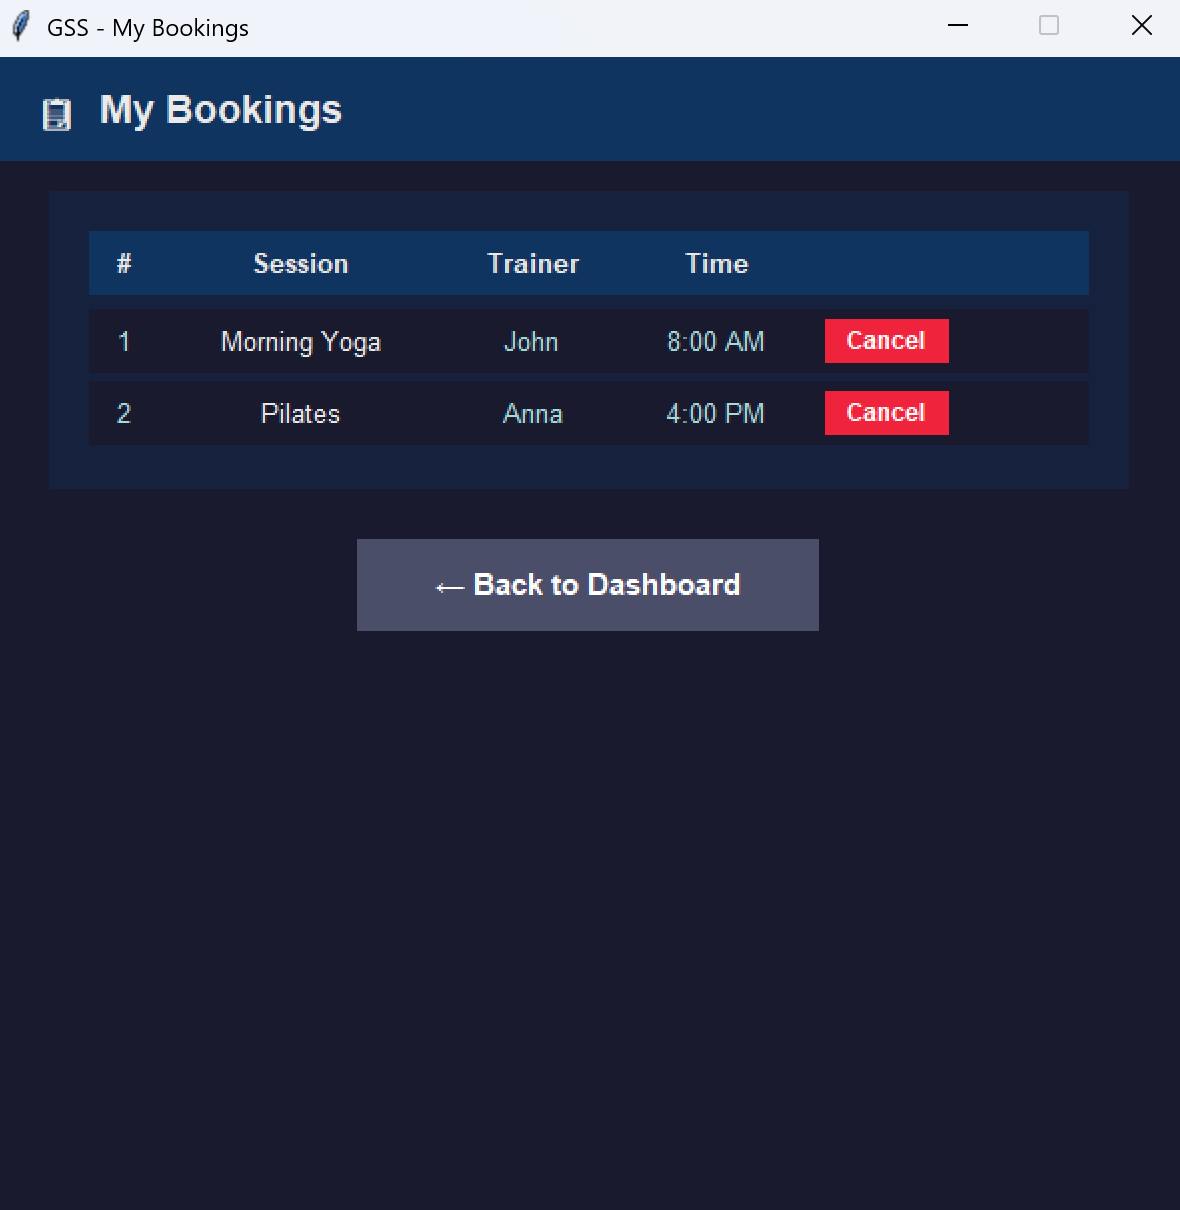 GSS - My Bookings
My Bookings
# Session Trainer Time
1 Morning Yoga John 8:00 AM Cancel
2 Pilates Anna 4:00 PM Cancel
← Back to Dashboard